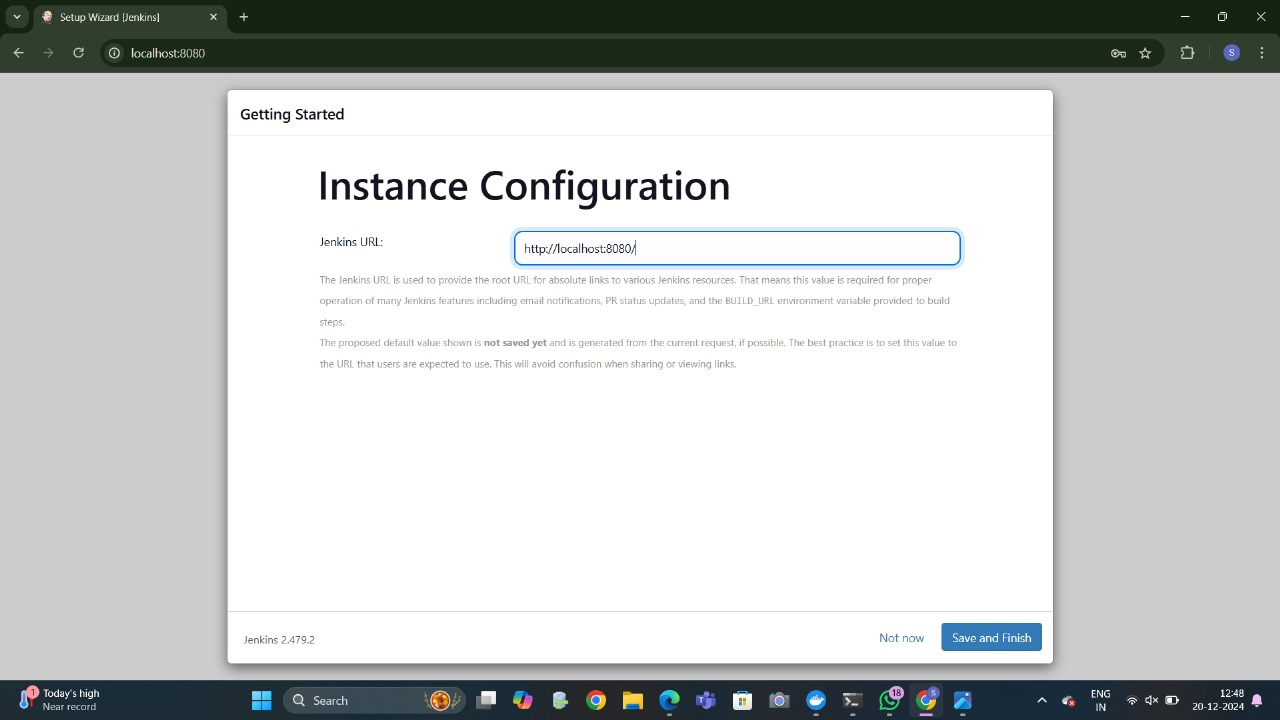 Setup Wizard [Jenkins]
localhost:8080
S
Getting Started
Instance Configuration
Jenkins URL:
http://localhost:8080/
The Jenkins URL is used to provide the root URL for absolute links to various Jenkins resources. That means this value is required for proper
operation of many Jenkins features including email notifications, PR status updates, and the BUILD_URL environment variable provided to build
steps.
The proposed default value shown is not saved yet and is generated from the current request, if possible. The best practice is to set this value to
the URL that users are expected to use. This will avoid confusion when sharing or viewing links.
Jenkins 2.479.2
Not now
Save and Finish
1
Today's high
Near record
Search
18
S
ENG
IN
12:48
20-12-2024